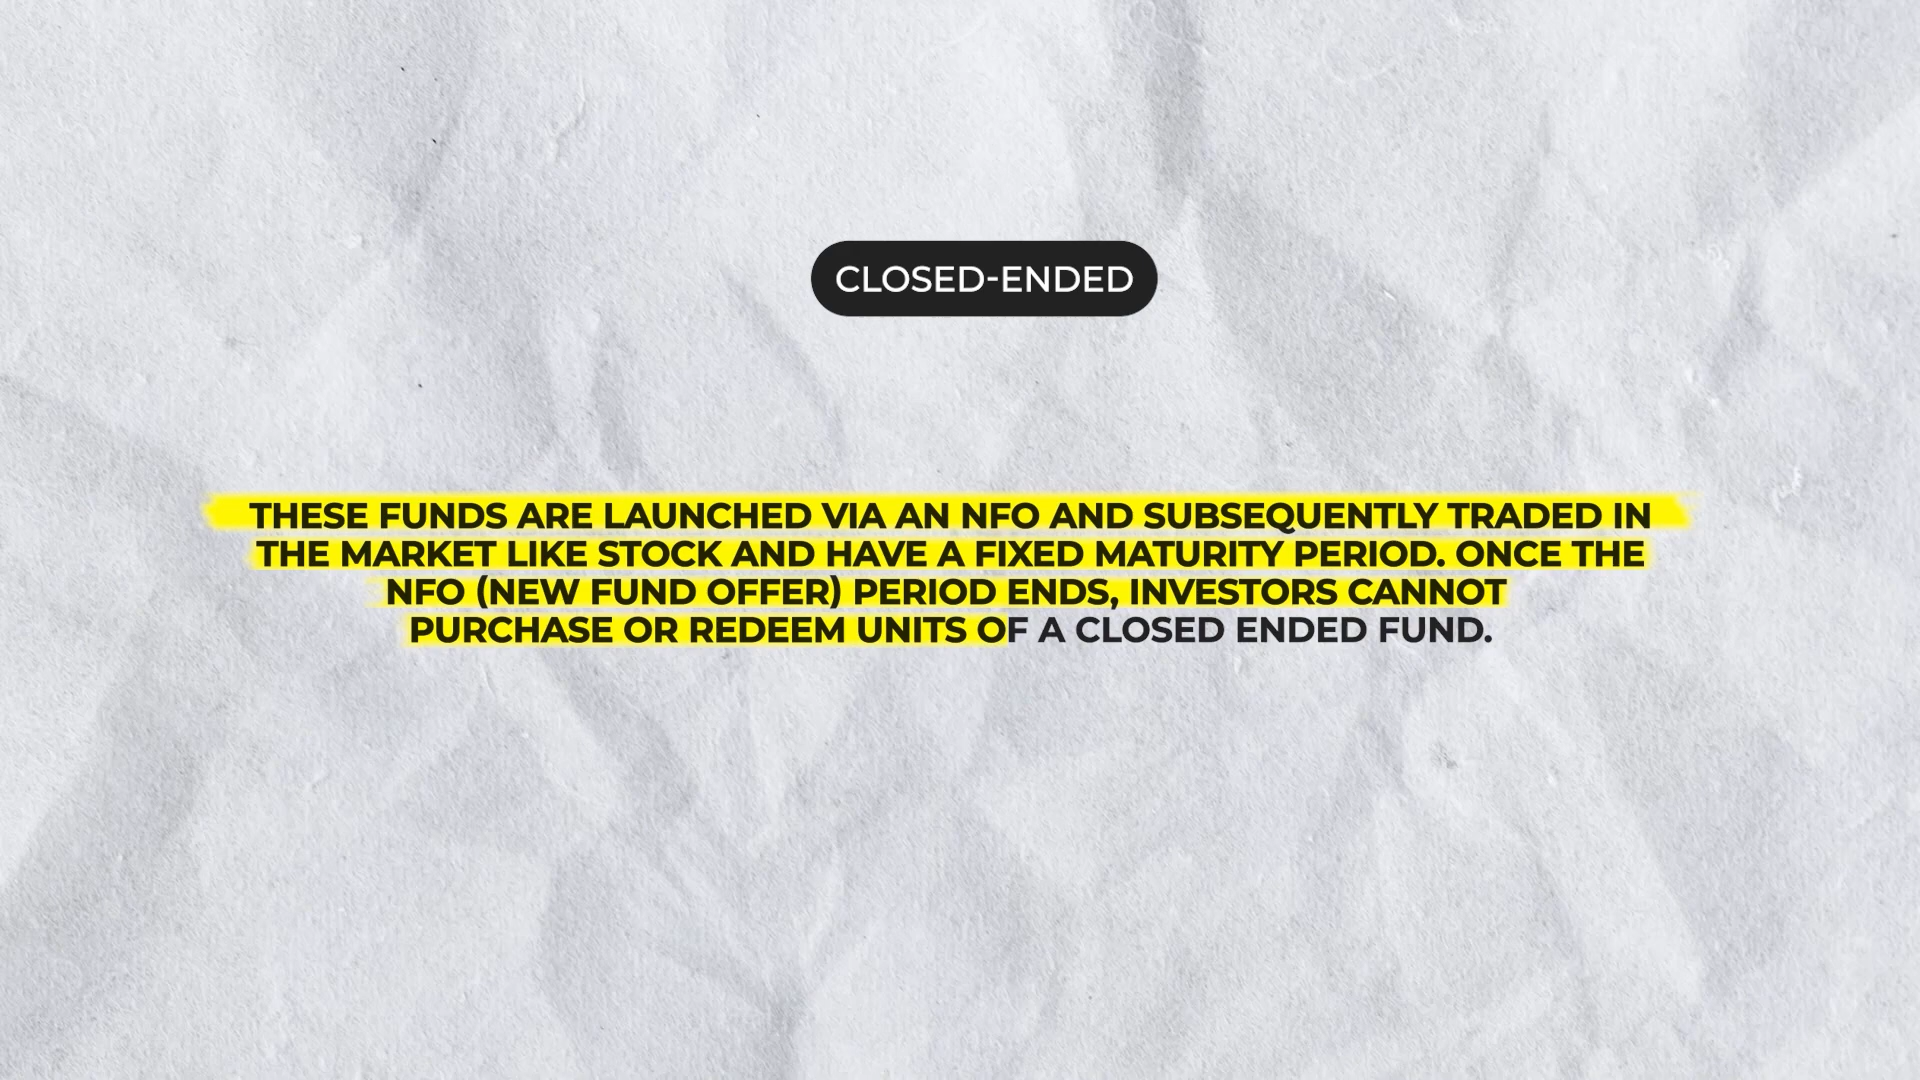 CLOSED-ENDED
THESE FUNDS ARE LAUNCHED VIA AN NFO AND SUBSEQUENTLY TRADED IN
THE MARKET LIKE STOCK AND HAVE A FIXED MATURITY PERIOD. ONCE THE
NFO (NEW FUND OFFER) PERIOD ENDS, INVESTORS CANNOT
PURCHASE OR REDEEM UNITS OF A CLOSED ENDED FUND.